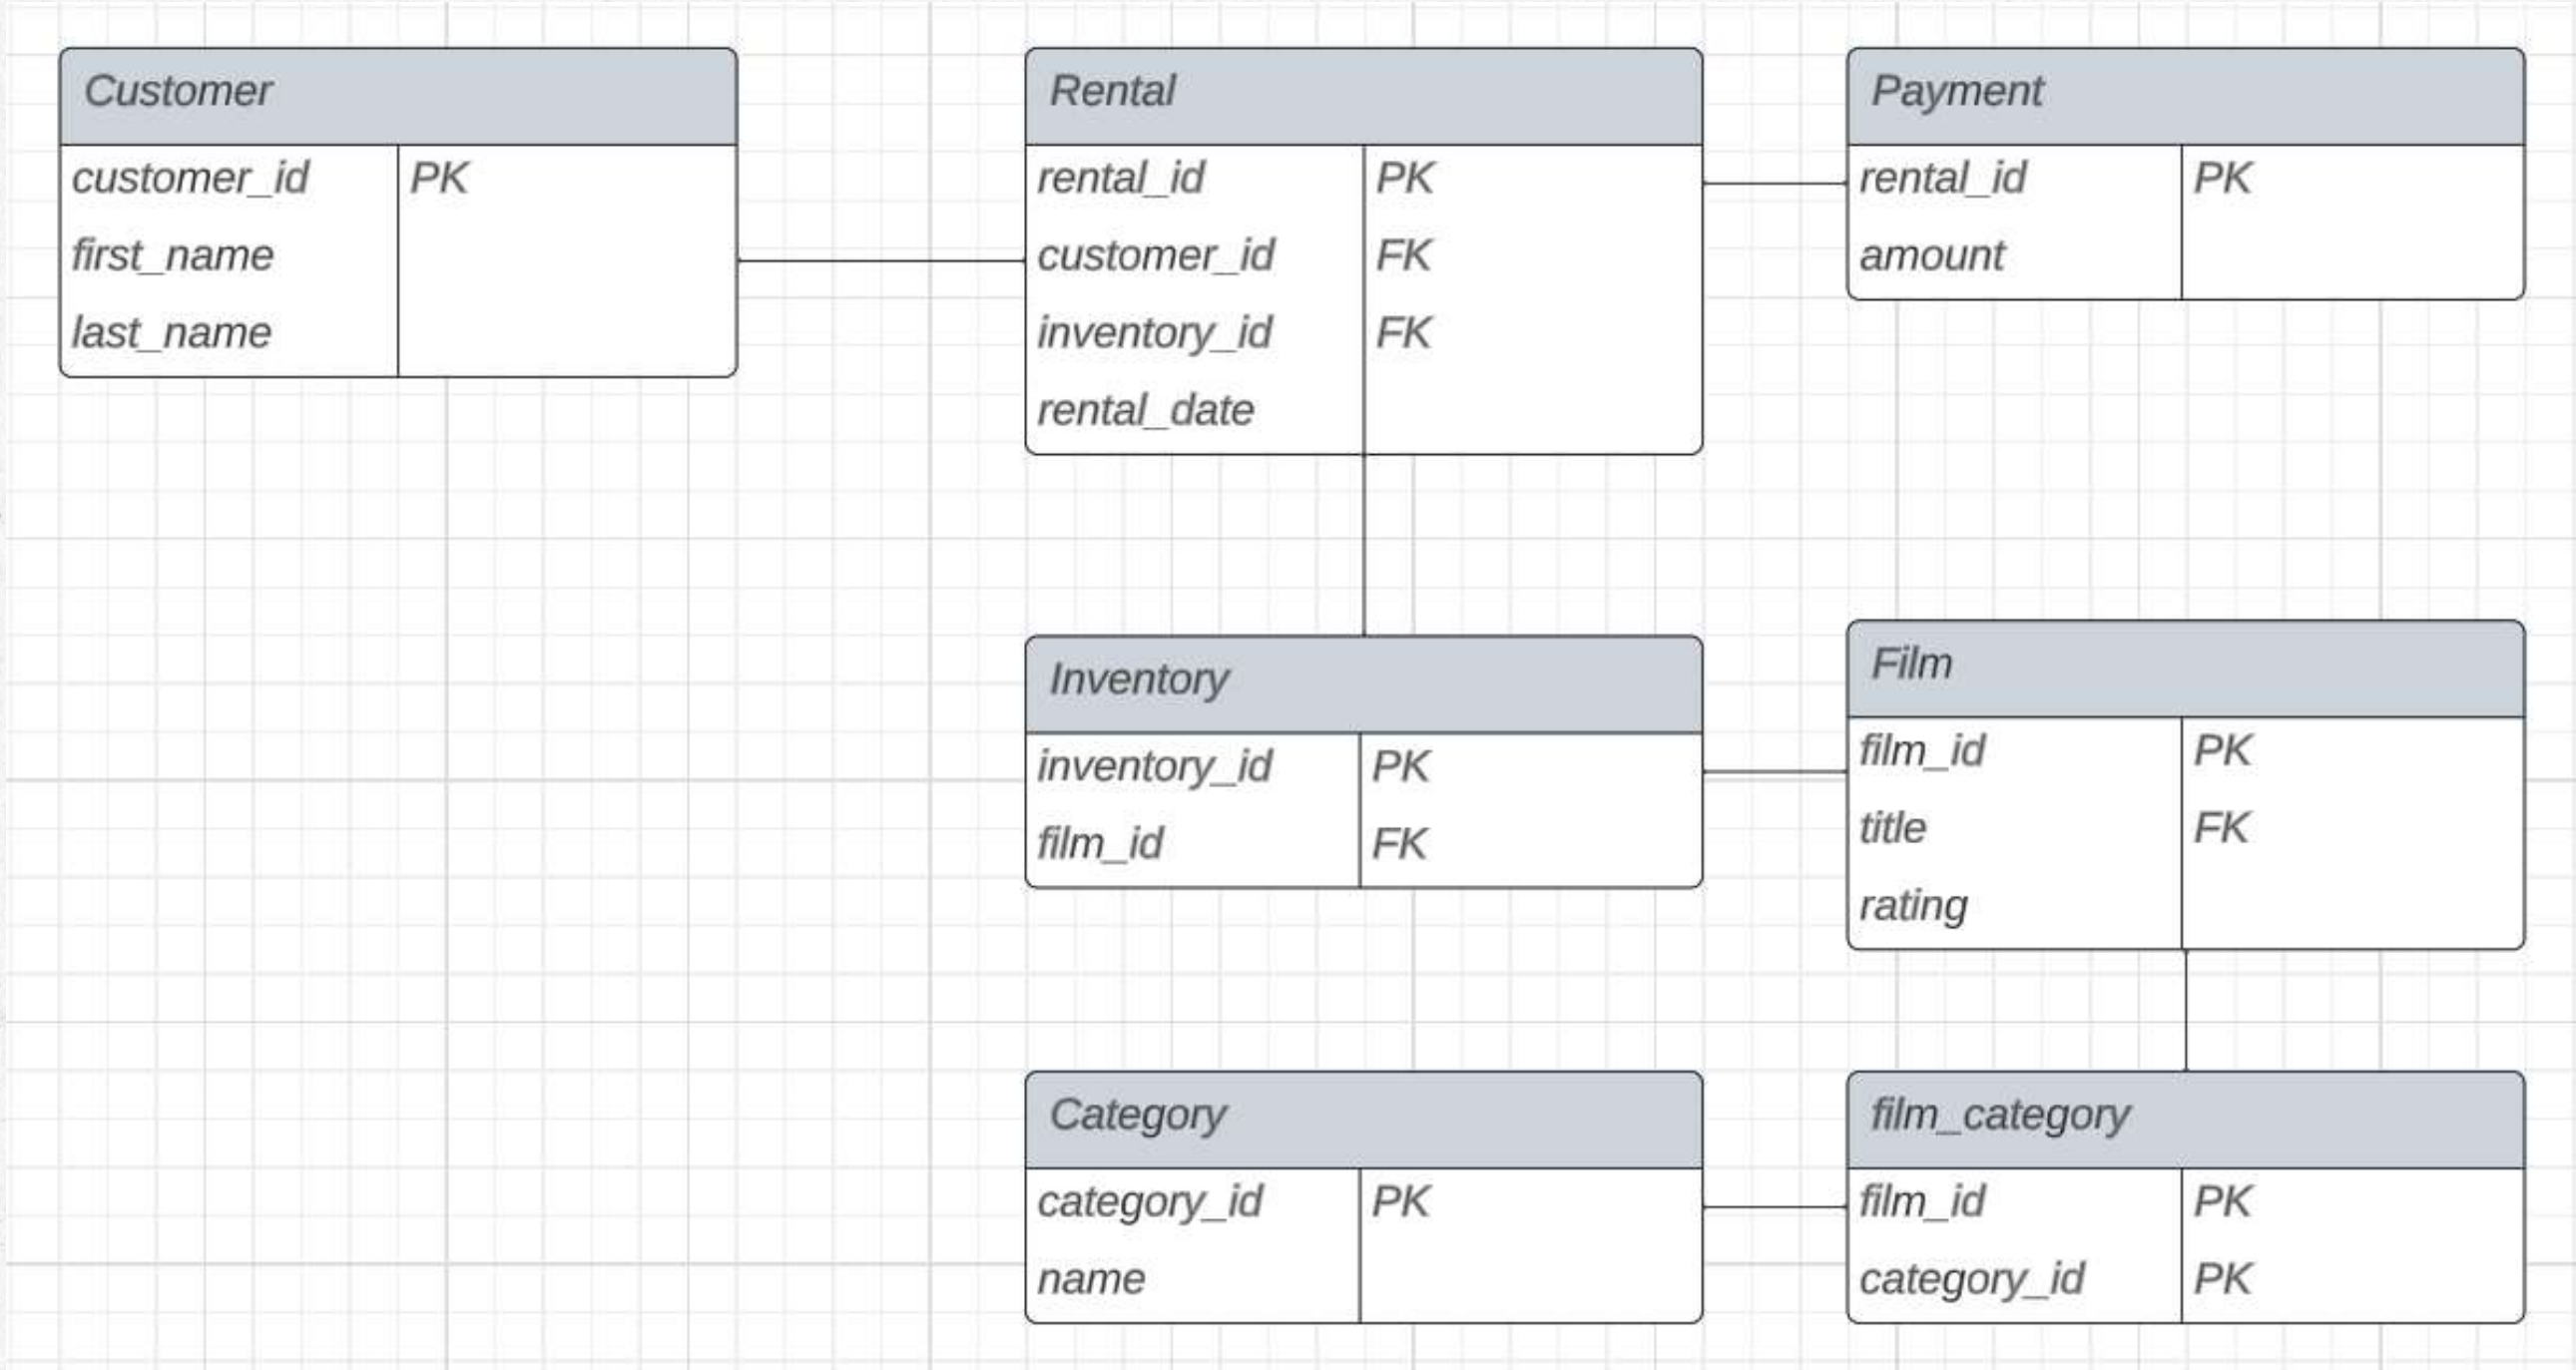 Customer
customer_id PK
first_name
last_name
Rental
rental_id PK
customer_id FK
inventory_id FK
rental_date
Payment
rental_id PK
amount
Inventory
inventory_id PK
film_id FK
Film
film_id PK
title FK
rating
Category
category_id PK
name
film_category
film_id PK
category_id PK